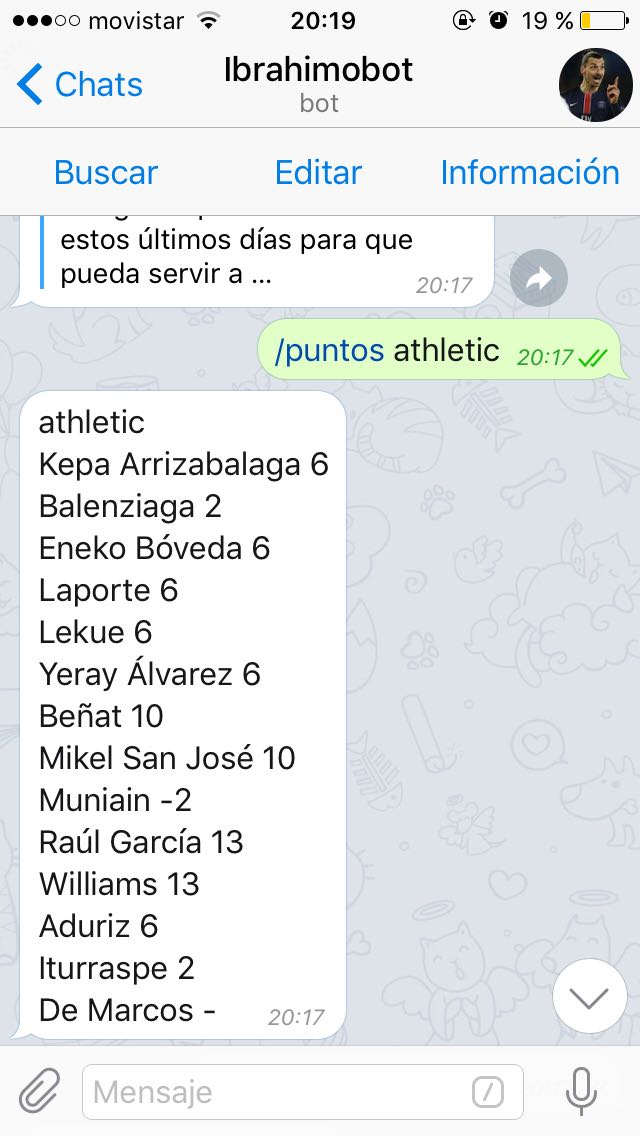 movistar 20:19 19 %
Chats
Ibrahimobot
bot
Buscar Editar Información
estos últimos días para que
pueda servir a ... 20:17
/puntos athletic 20:17
athletic
Kepa Arrizabalaga 6
Balenziaga 2
Eneko Bóveda 6
Laporte 6
Lekue 6
Yeray Álvarez 6
Beñat 10
Mikel San José 10
Muniain -2
Raúl García 13
Williams 13
Aduriz 6
Iturraspe 2
De Marcos - 20:17
Mensaje /